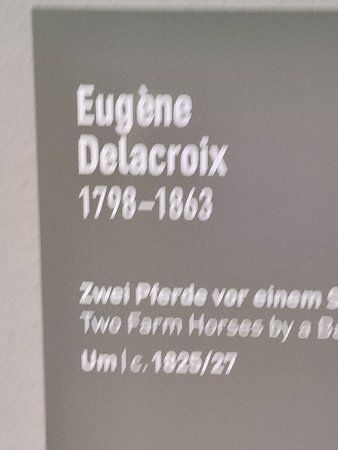 Eugène
Delacroix
1798–1863
Zwei Pferde vor einem
Two Farm Horses by a
Um | c. 1825/27